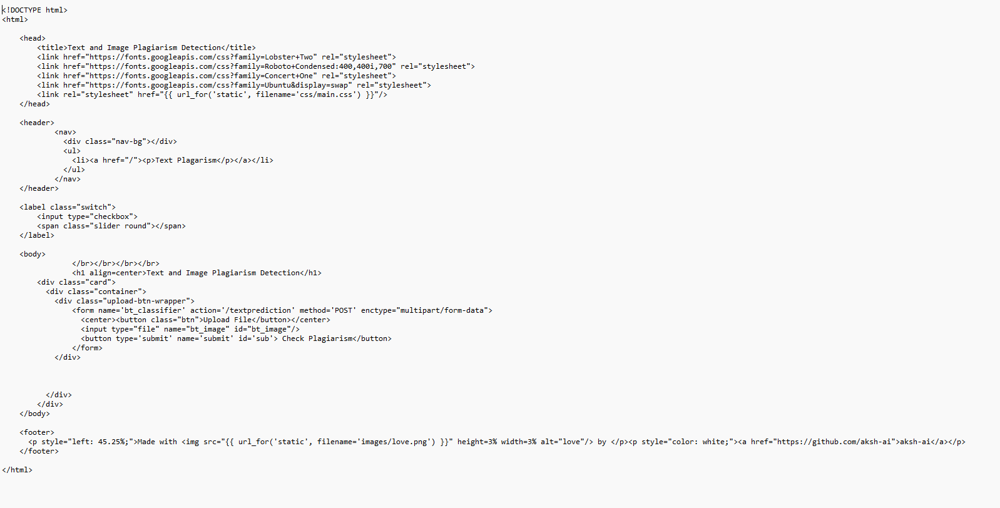 <!DOCTYPE html>
<html>
<head>
<title>Text and Image Plagiarism Detection</title>
<link href="https://fonts.googleapis.com/css?family=Lobster+Two" rel="stylesheet">
<link href="https://fonts.googleapis.com/css?family=Roboto+Condensed:400,400i,700" rel="stylesheet">
<link href="https://fonts.googleapis.com/css?family=Concert+One" rel="stylesheet">
<link href="https://fonts.googleapis.com/css?family=Ubuntu&display=swap" rel="stylesheet">
<link rel="stylesheet" href="{{ url_for('static', filename='css/main.css') }}"/>
</head>
<header>
<nav>
<div class="nav-bg"></div>
<ul>
<li><a href="/"><p>Text Plagarism</p></a></li>
</ul>
</nav>
</header>
<label class="switch">
<input type="checkbox">
<span class="slider round"></span>
</label>
<body>
</br></br></br></br>
<h1 align=center>Text and Image Plagiarism Detection</h1>
<div class="card">
<div class="container">
<div class="upload-btn-wrapper">
<form name='bt_classifier' action='/textprediction' method='POST' enctype="multipart/form-data">
<center><button class="btn">Upload File</button></center>
<input type="file" name="bt_image" id="bt_image"/>
<button type='submit' name='submit' id='sub'> Check Plagiarism</button>
</form>
</div>
</div>
</div>
</body>
<footer>
<p style="left: 45.25%;">Made with <img src="{{ url_for('static', filename='images/love.png') }}" height=3% width=3% alt="love"/> by </p><p style="color: white;"><a href="https://github.com/aksh-ai">aksh-ai</a></p>
</footer>
</html>